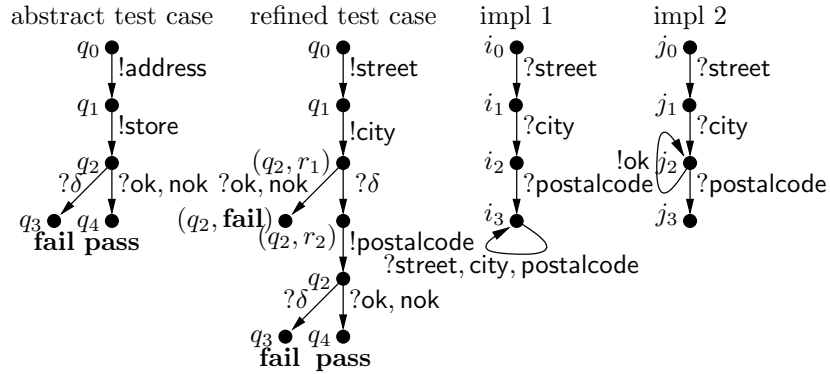 abstract test case refined test case impl 1 impl 2
q0 q0 i0 j0
!address !street ?street ?street
q1 q1 i1 j1
!store !city ?city ?city
q2 (q2, r1) i2 !ok j2
?δ ?ok, nok ?ok, nok ?δ ?postalcode ?postalcode
q3 q4 (q2, fail) i3 j3
fail pass (q2, r2) !postalcode
?street, city, postalcode
q2
?δ ?ok, nok
q3 q4
fail pass